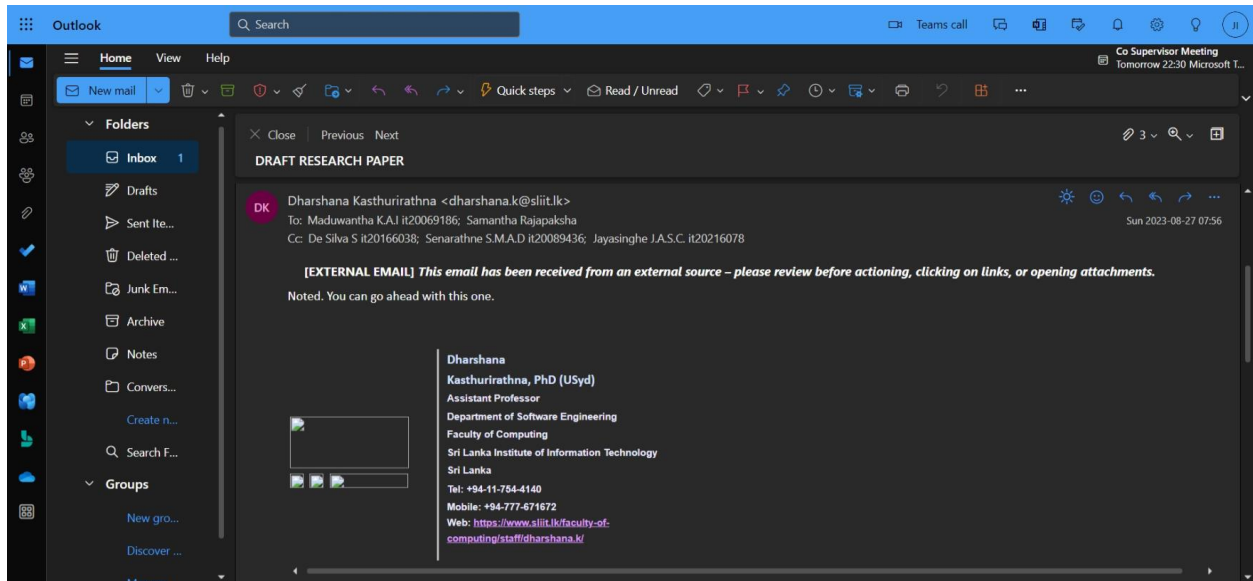 Outlook
Search
Teams call
JI
Home View Help
Co Supervisor Meeting
Tomorrow 22:30 Microsoft T...
New mail
Quick steps
Read / Unread
Folders
Inbox 1
Drafts
Sent Ite...
Deleted ...
Junk Em...
Archive
Notes
Convers...
Create n...
Search F...
Groups
New gro...
Discover ...
Close Previous Next
3
DRAFT RESEARCH PAPER
DK
Dharshana Kasthurirathna <dharshana.k@sliit.lk>
To: Maduwantha K.A.I it20069186; Samantha Rajapaksha
Sun 2023-08-27 07:56
Cc: De Silva S it20166038; Senarathne S.M.A.D it20089436; Jayasinghe J.A.S.C. it20216078
[EXTERNAL EMAIL] This email has been received from an external source – please review before actioning, clicking on links, or opening attachments.
Noted. You can go ahead with this one.
Dharshana
Kasthurirathna, PhD (USyd)
Assistant Professor
Department of Software Engineering
Faculty of Computing
Sri Lanka Institute of Information Technology
Sri Lanka
Tel: +94-11-754-4140
Mobile: +94-777-671672
Web: https://www.sliit.lk/faculty-of-
computing/staff/dharshana.k/